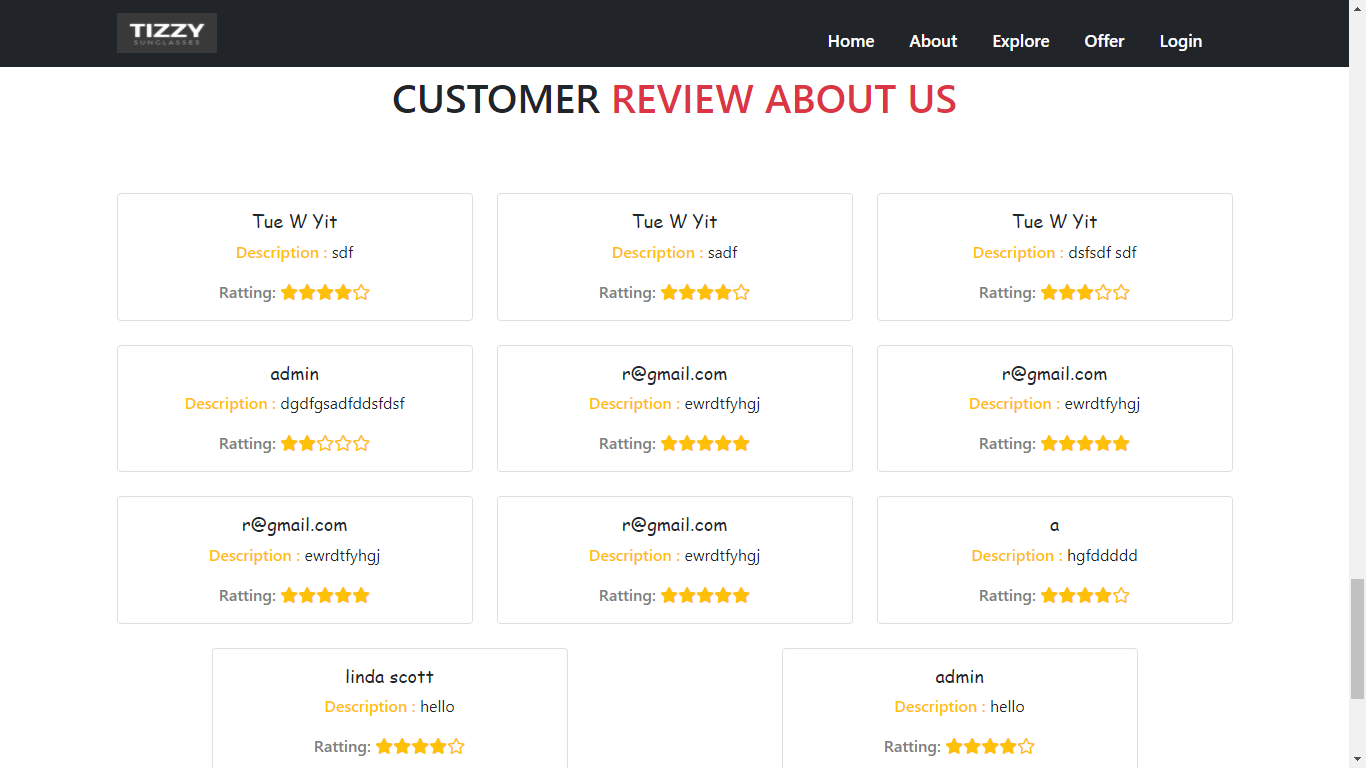 TIZZY
SUNGLASSES
Home About Explore Offer Login
CUSTOMER REVIEW ABOUT US
Tue W Yit
Description : sdf
Ratting:
Tue W Yit
Description : sadf
Ratting:
Tue W Yit
Description : dsfsdf sdf
Ratting:
admin
Description : dgdfgsadfddsfdsf
Ratting:
r@gmail.com
Description : ewrdtfyhgj
Ratting:
r@gmail.com
Description : ewrdtfyhgj
Ratting:
r@gmail.com
Description : ewrdtfyhgj
Ratting:
r@gmail.com
Description : ewrdtfyhgj
Ratting:
a
Description : hgfddddd
Ratting:
linda scott
Description : hello
Ratting:
admin
Description : hello
Ratting: